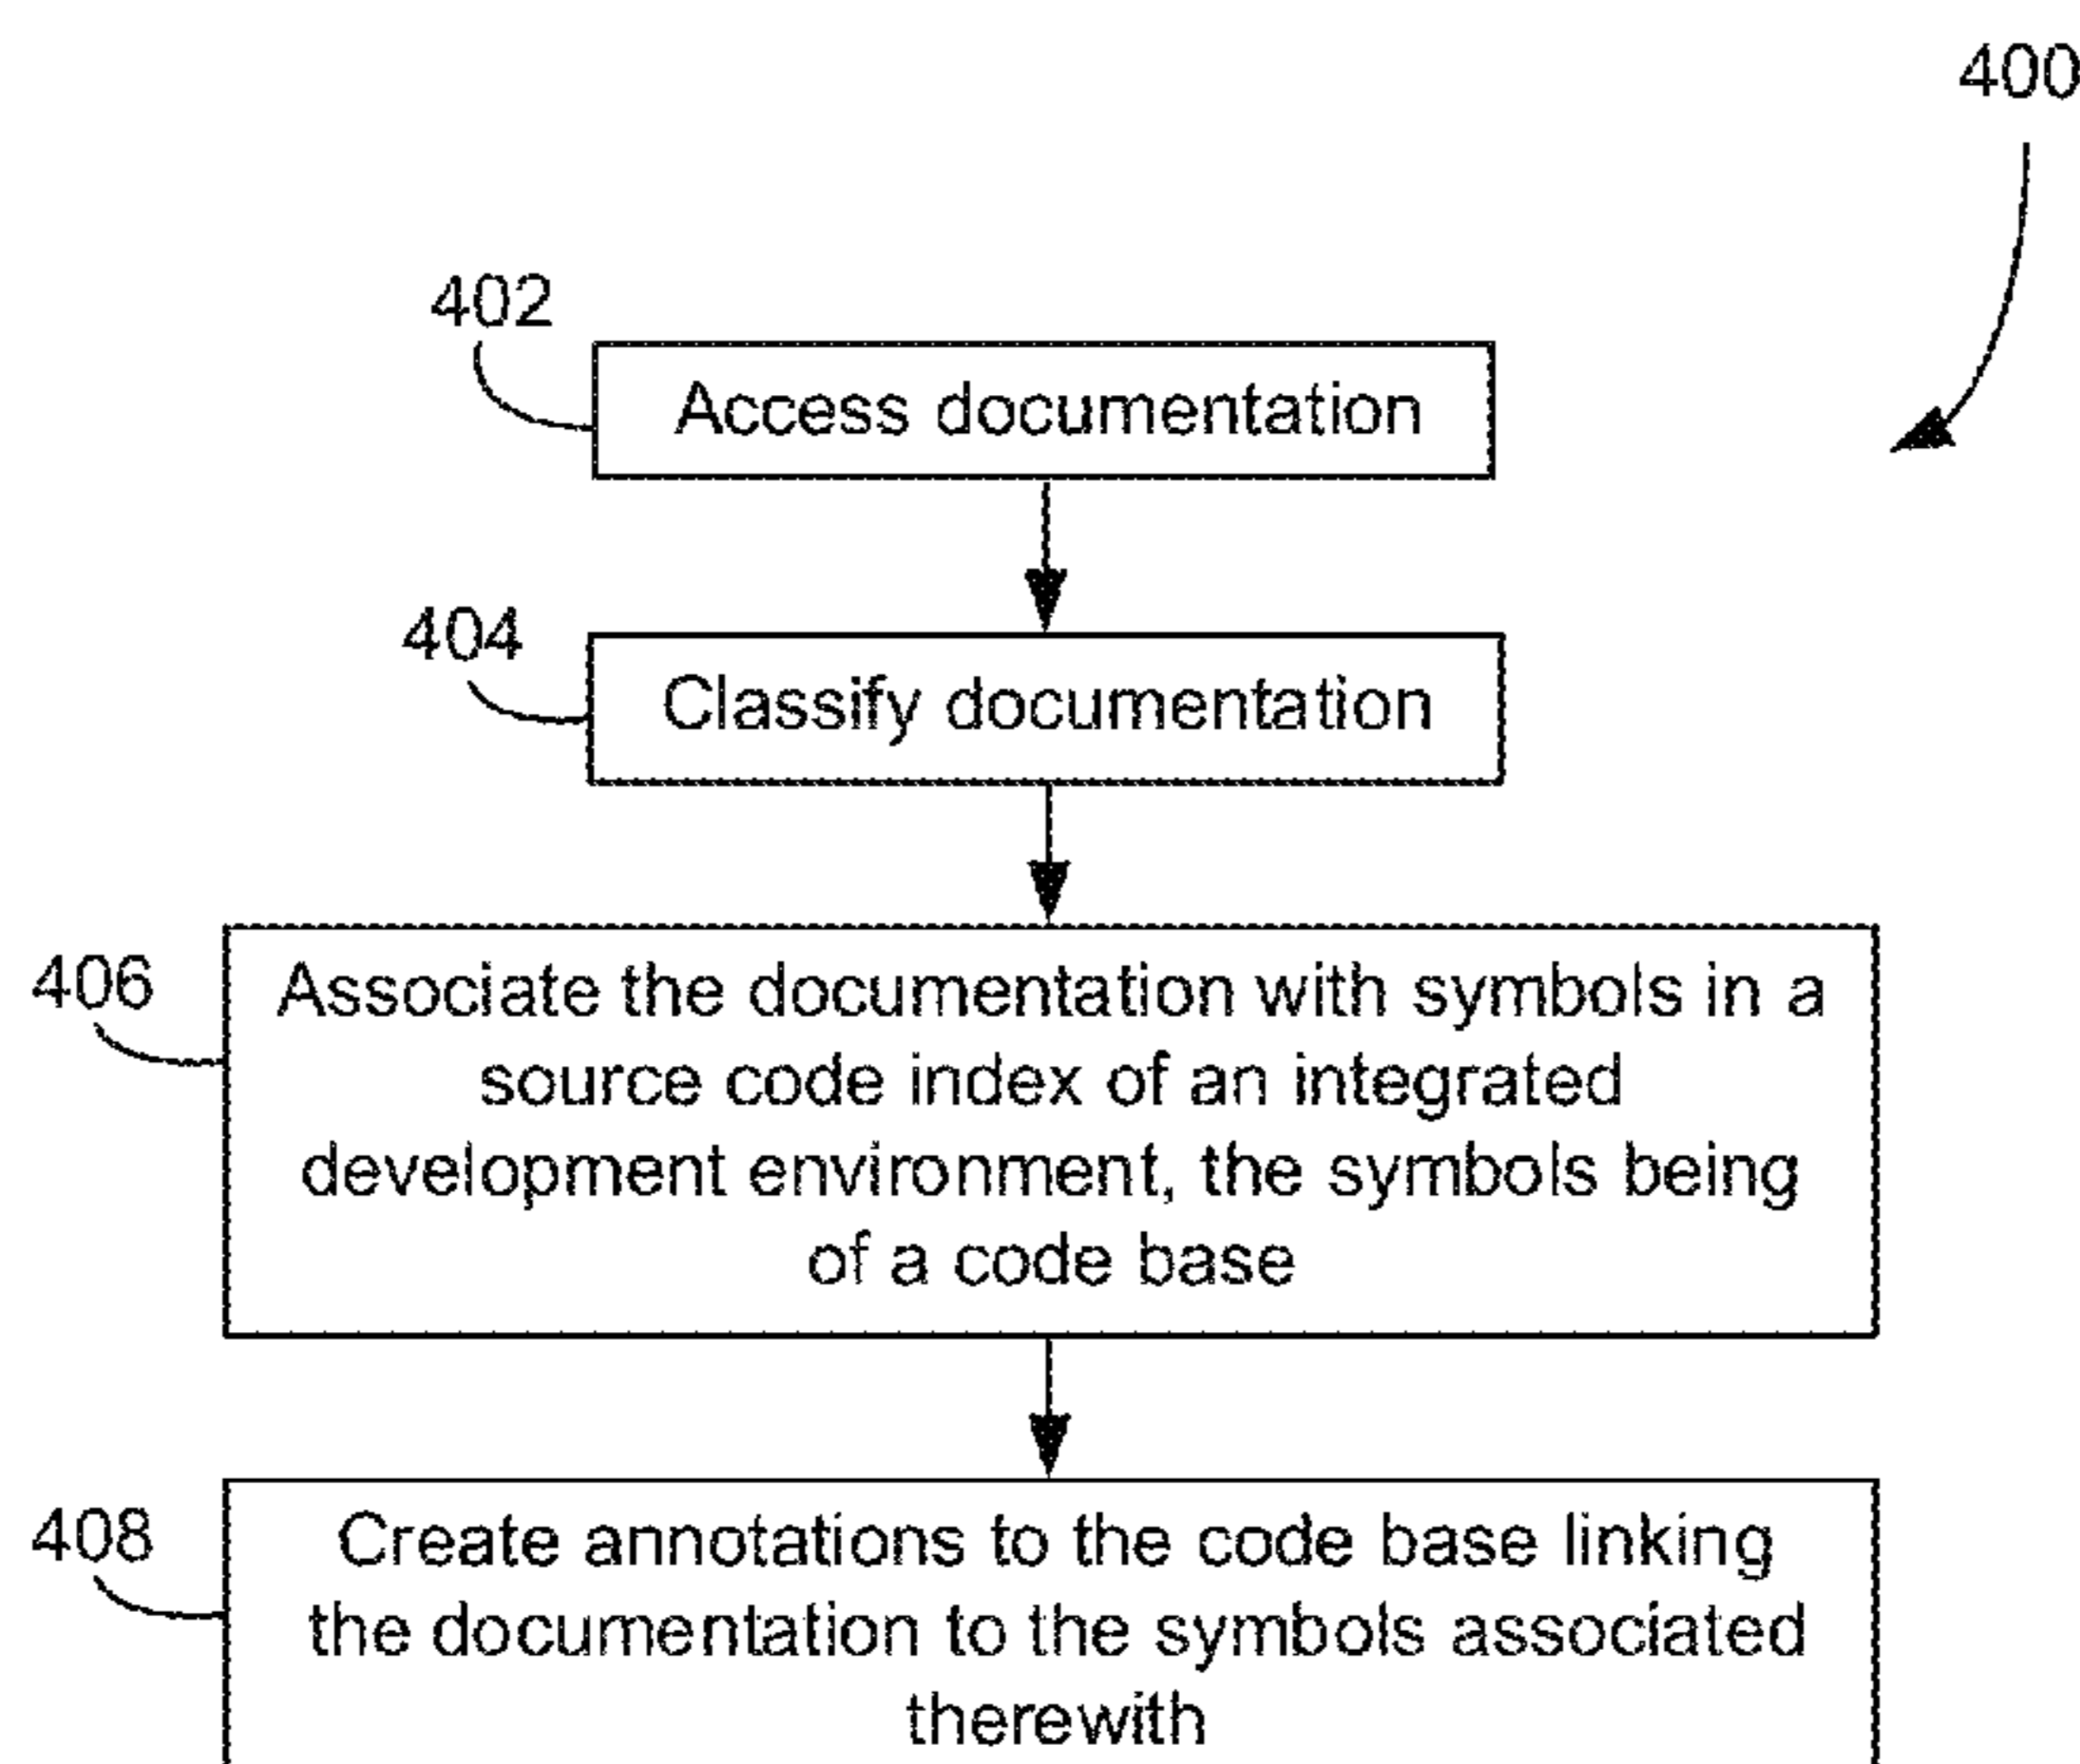 400
402
Access documentation
404
Classify documentation
406
Associate the documentation with symbols in a
source code index of an integrated
development environment, the symbols being
of a code base
408
Create annotations to the code base linking
the documentation to the symbols associated
therewith